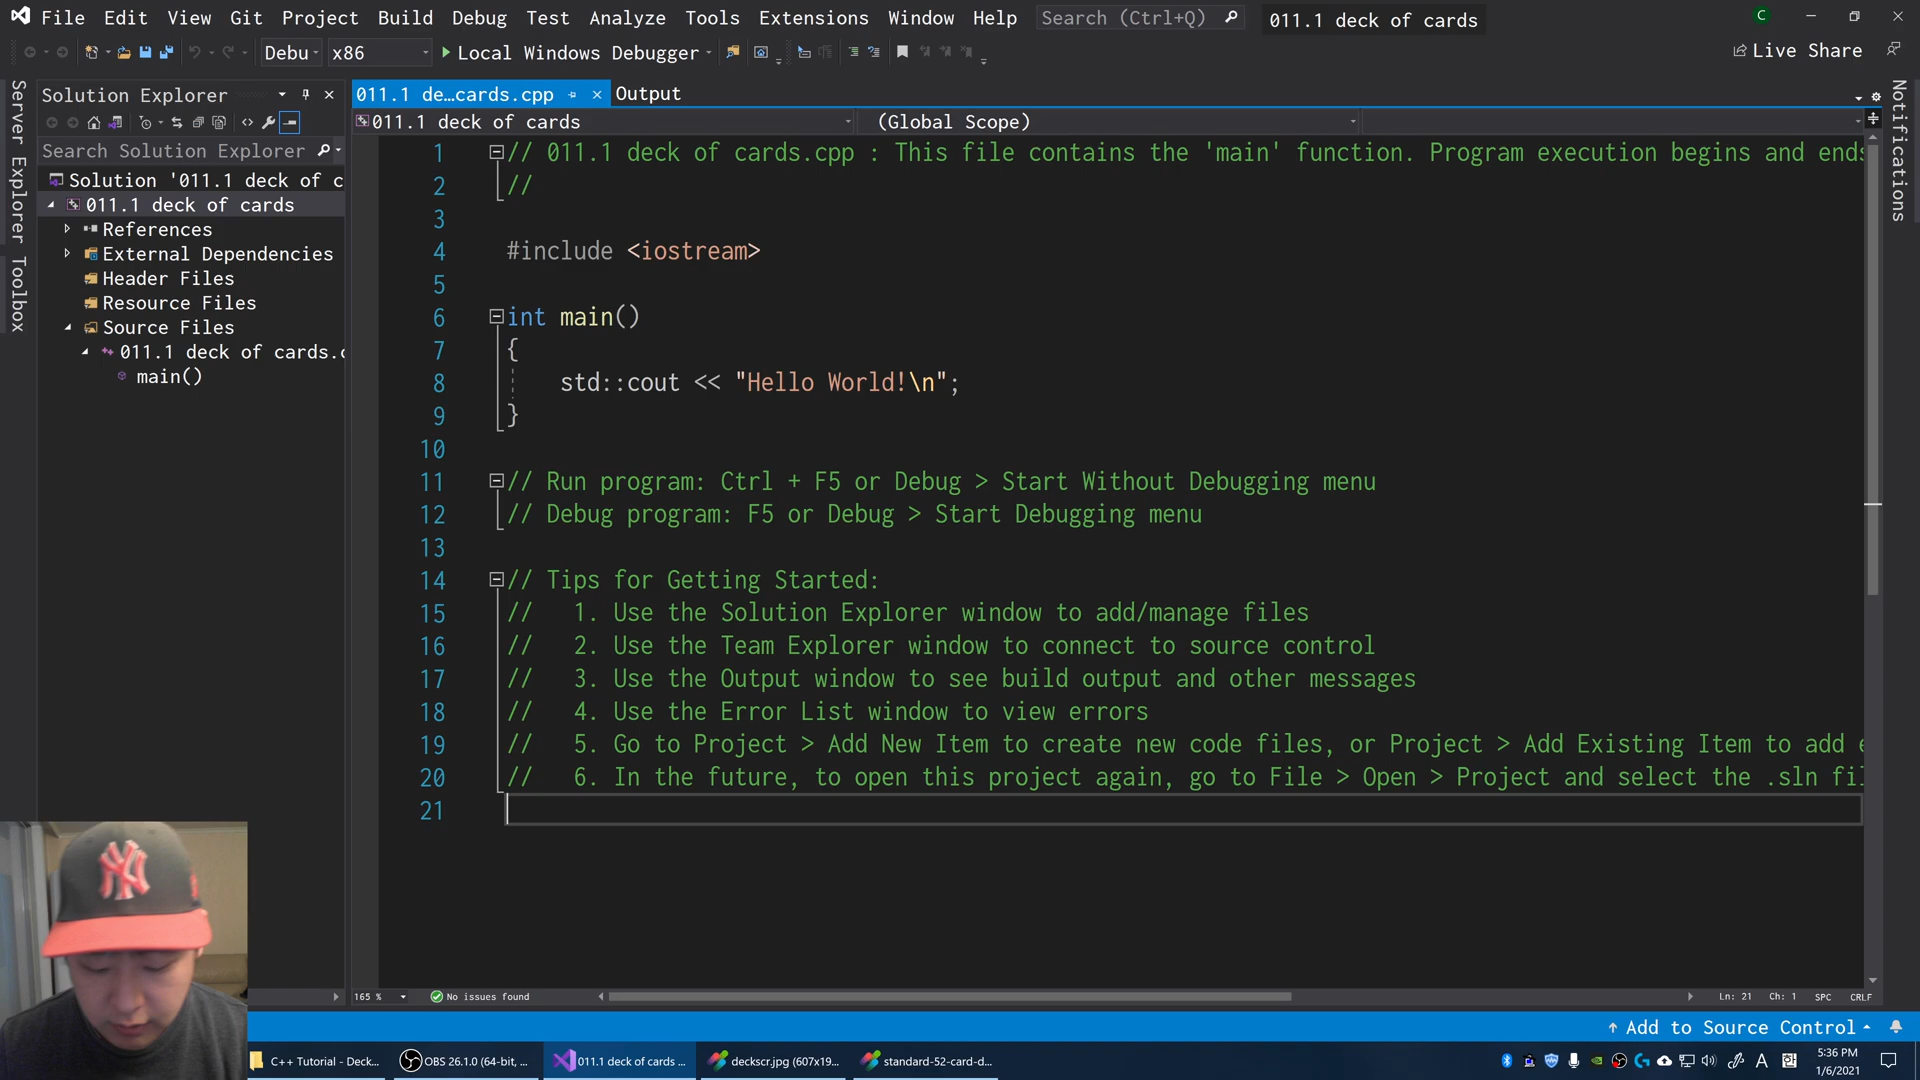 File Edit View Git Project Build Debug Test Analyze Tools Extensions Window Help Search (Ctrl+Q) 011.1 deck of cards C
Debu x86 Local Windows Debugger Live Share
Server Explorer
Toolbox
Solution Explorer
Search Solution Explorer
Solution '011.1 deck of c
011.1 deck of cards
References
External Dependencies
Header Files
Resource Files
Source Files
011.1 deck of cards.c
main()
011.1 de...cards.cpp Output
011.1 deck of cards (Global Scope)
1 // 011.1 deck of cards.cpp : This file contains the 'main' function. Program execution begins and ends
2 //
3
4 #include <iostream>
5
6 int main()
7 {
8 std::cout << "Hello World!\n";
9 }
10
11 // Run program: Ctrl + F5 or Debug > Start Without Debugging menu
12 // Debug program: F5 or Debug > Start Debugging menu
13
14 // Tips for Getting Started:
15 // 1. Use the Solution Explorer window to add/manage files
16 // 2. Use the Team Explorer window to connect to source control
17 // 3. Use the Output window to see build output and other messages
18 // 4. Use the Error List window to view errors
19 // 5. Go to Project > Add New Item to create new code files, or Project > Add Existing Item to add e
20 // 6. In the future, to open this project again, go to File > Open > Project and select the .sln fil
21
Notifications
165 % No issues found Ln: 21 Ch: 1 SPC CRLF
Add to Source Control
NY
C++ Tutorial - Deck... OBS 26.1.0 (64-bit, ... 011.1 deck of cards ... deckscr.jpg (607x19... standard-52-card-d... A 한 5:36 PM
1/6/2021